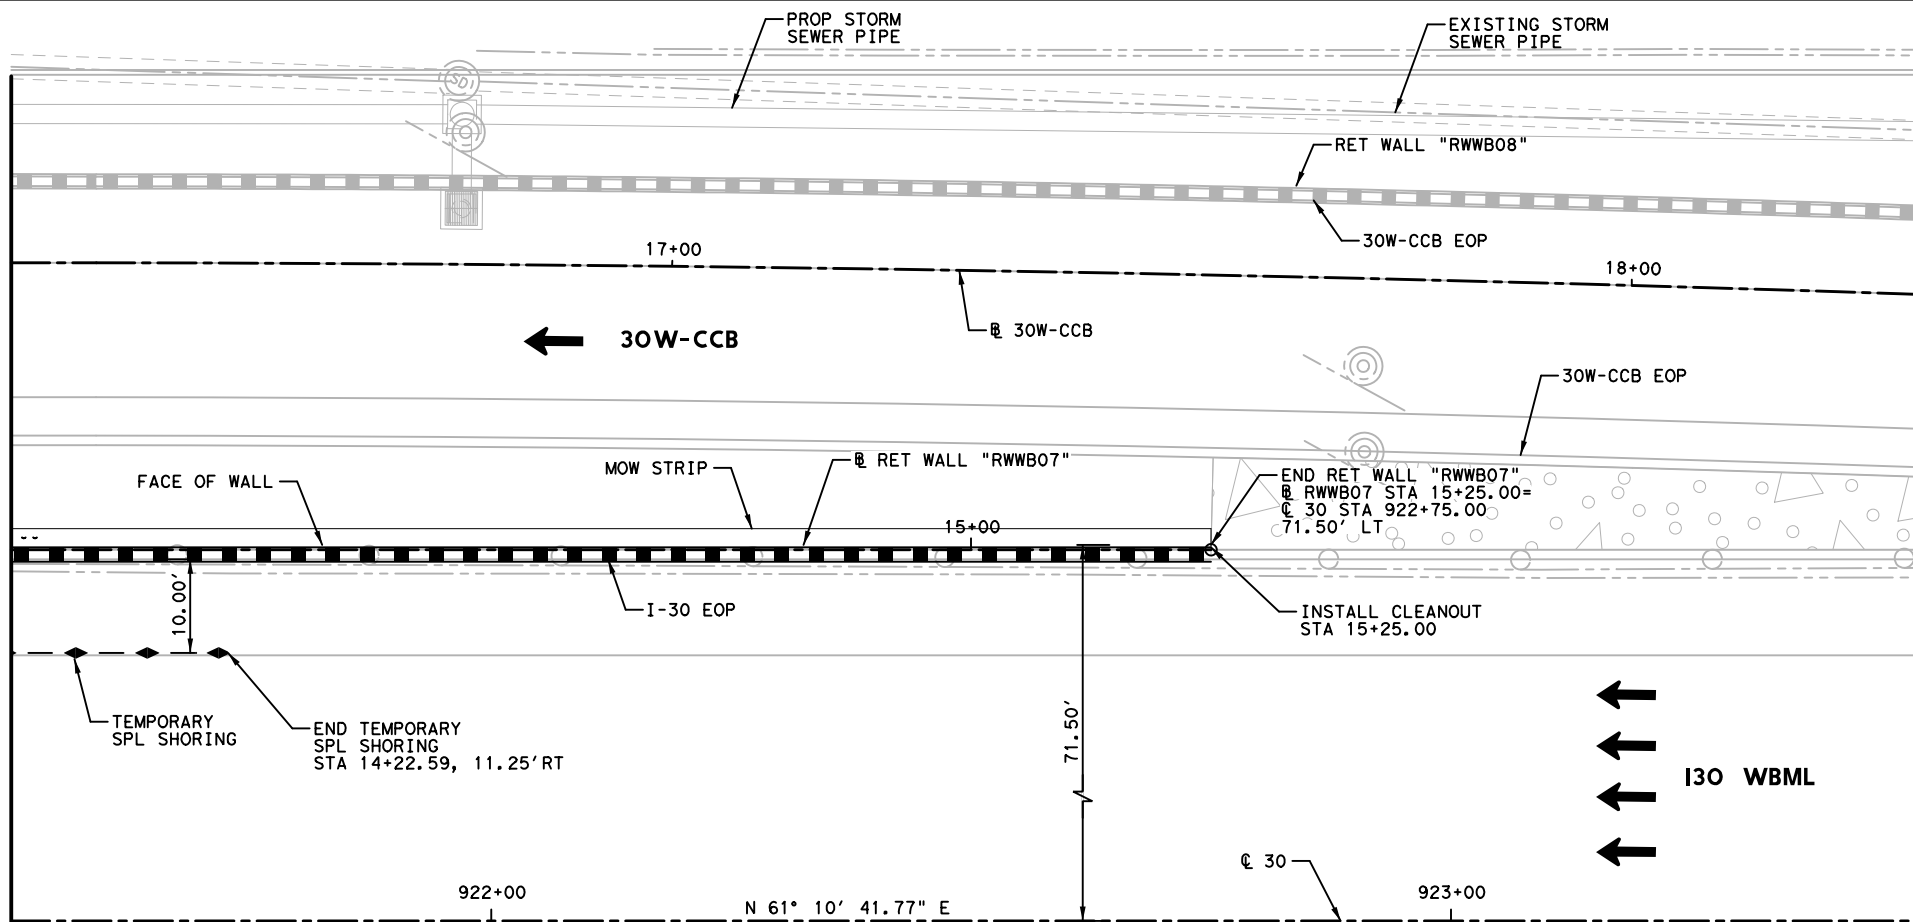 PROP STORM
SEWER PIPE
EXISTING STORM
SEWER PIPE
SD
RET WALL "RWWB08"
30W-CCB EOP
17+00
18+00
℄ 30W-CCB
30W-CCB
30W-CCB EOP
MOW STRIP
RET WALL "RWWB07"
FACE OF WALL
END RET WALL "RWWB07"
RWWB07 STA 15+25.00=
℄ 30 STA 922+75.00
71.50' LT
15+00
10.00'
I-30 EOP
INSTALL CLEANOUT
STA 15+25.00
TEMPORARY
SPL SHORING
END TEMPORARY
SPL SHORING
STA 14+22.59, 11.25'RT
71.50'
I30 WBML
℄ 30
922+00
923+00
N 61° 10' 41.77" E